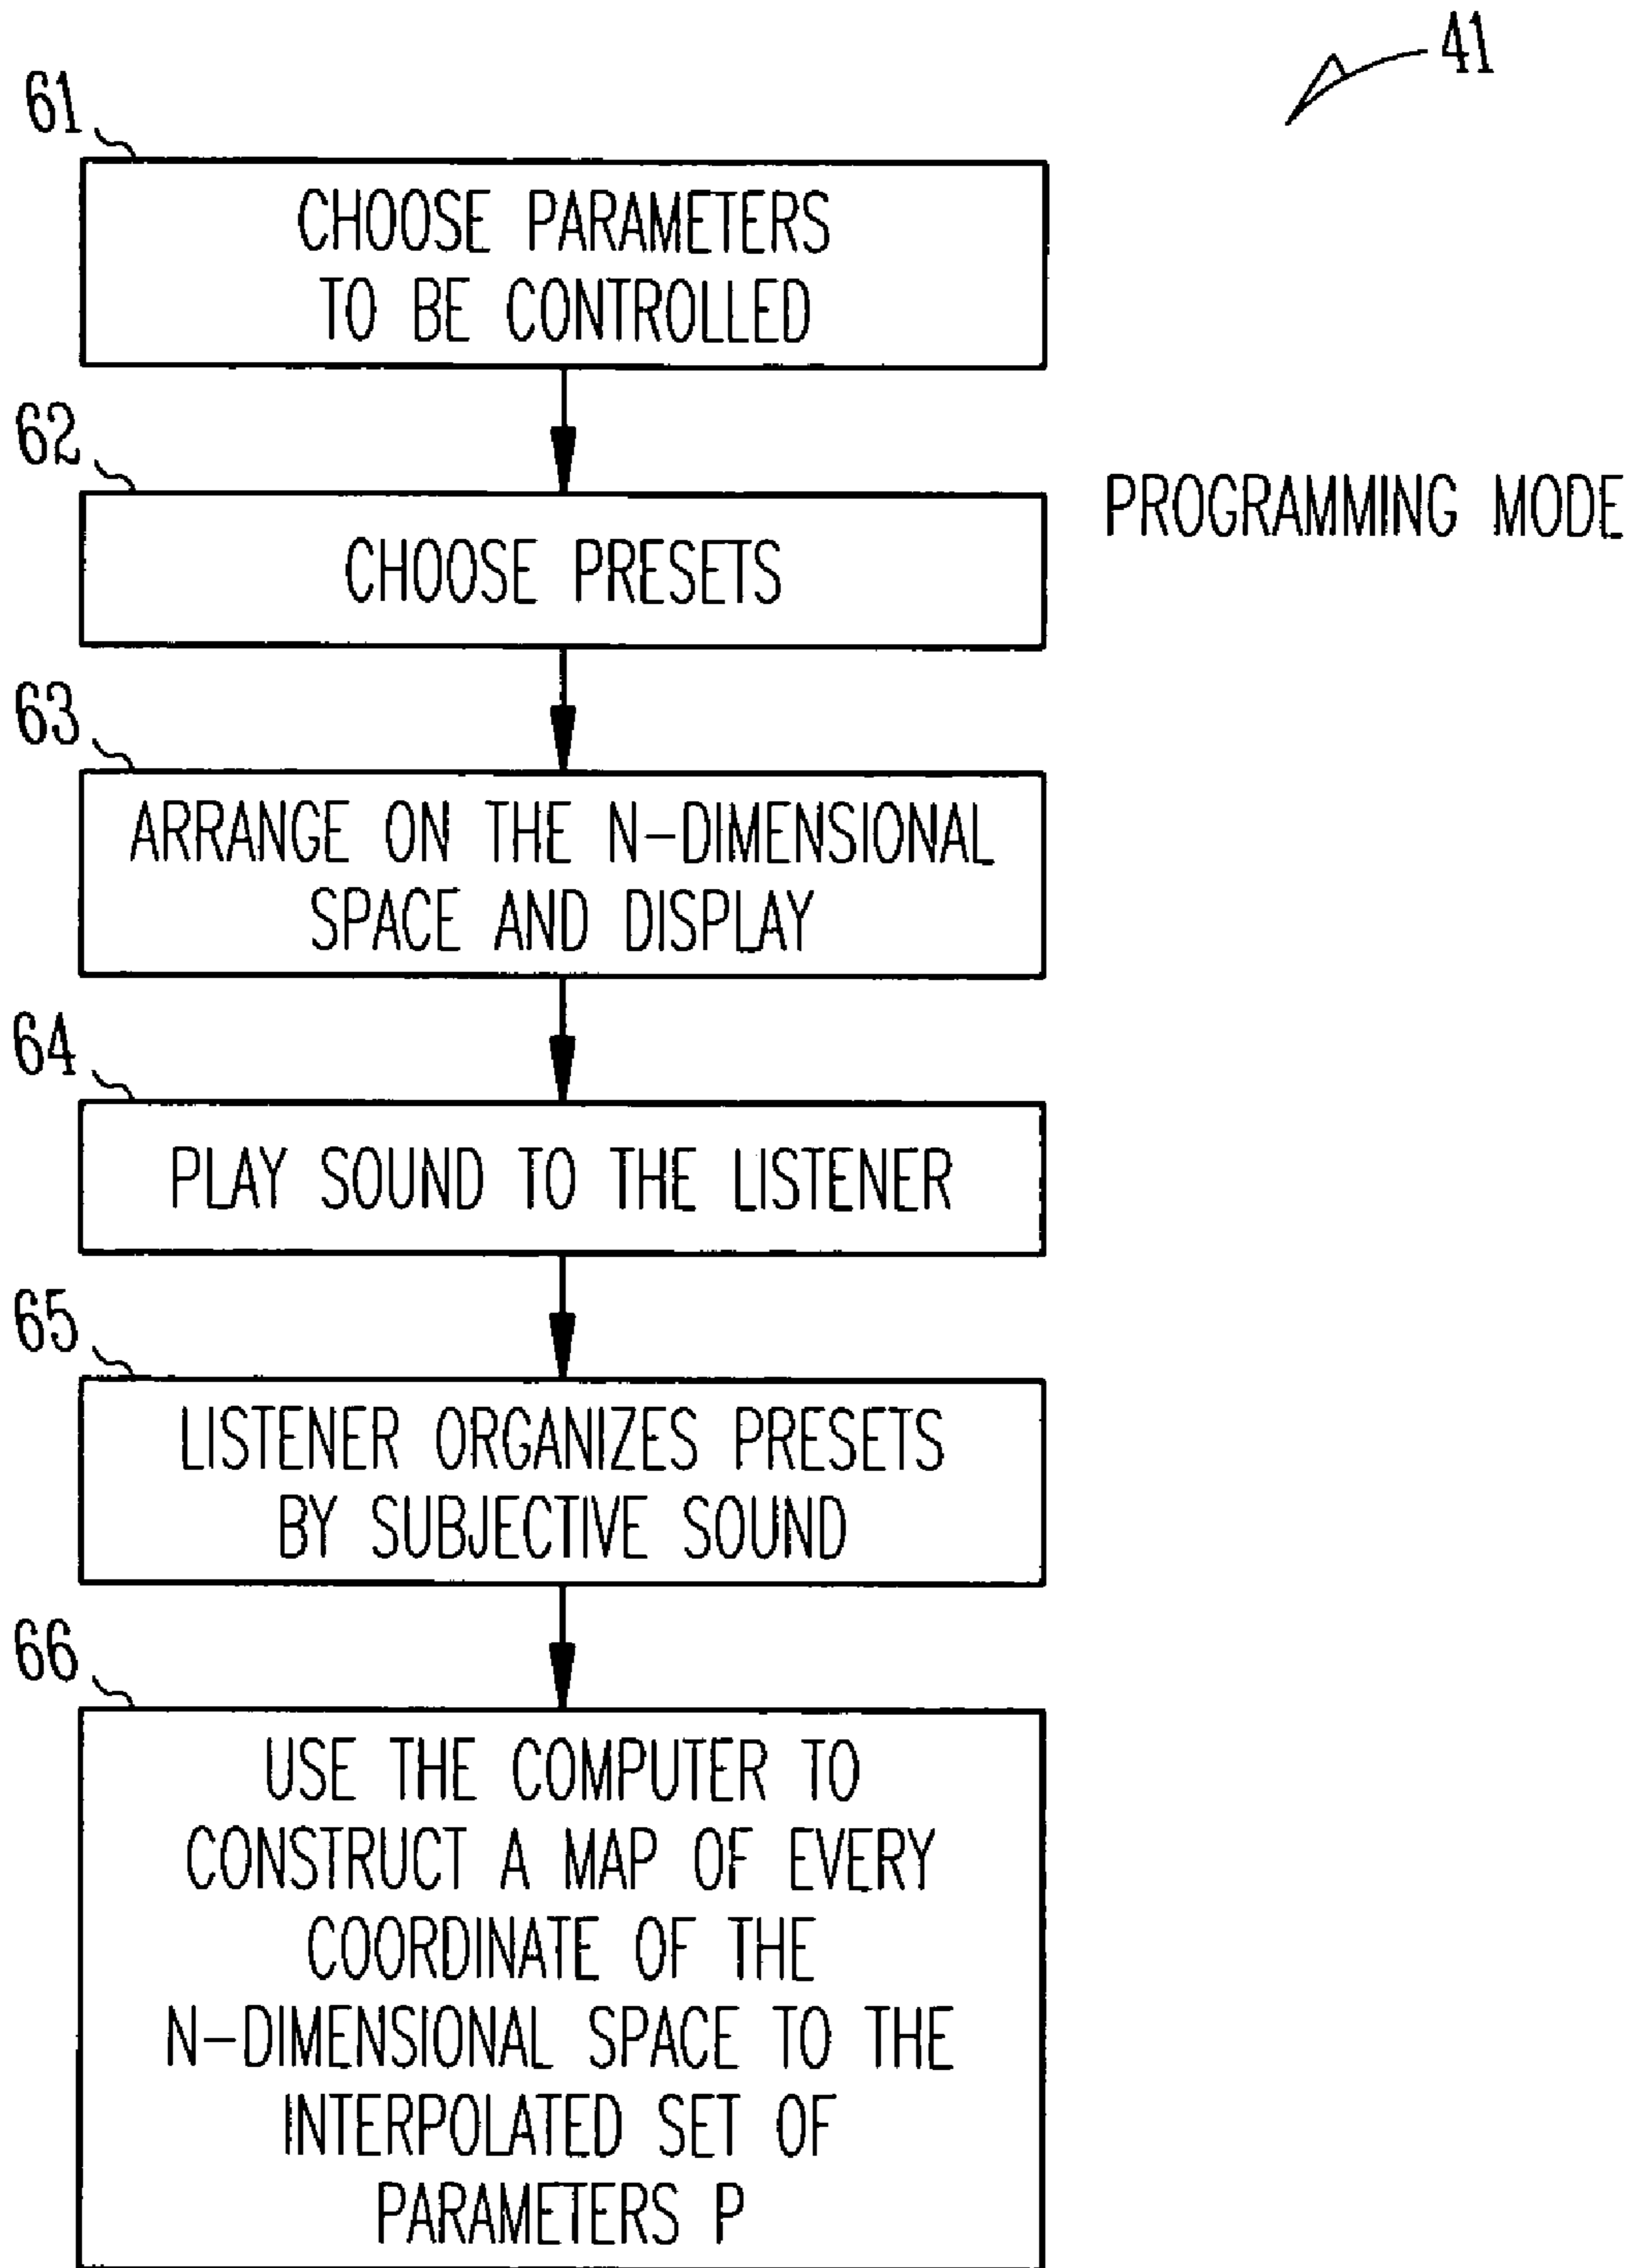 41
61
CHOOSE PARAMETERS
TO BE CONTROLLED
62
CHOOSE PRESETS
PROGRAMMING MODE
63
ARRANGE ON THE N-DIMENSIONAL
SPACE AND DISPLAY
64
PLAY SOUND TO THE LISTENER
65
LISTENER ORGANIZES PRESETS
BY SUBJECTIVE SOUND
66
USE THE COMPUTER TO
CONSTRUCT A MAP OF EVERY
COORDINATE OF THE
N-DIMENSIONAL SPACE TO THE
INTERPOLATED SET OF
PARAMETERS P